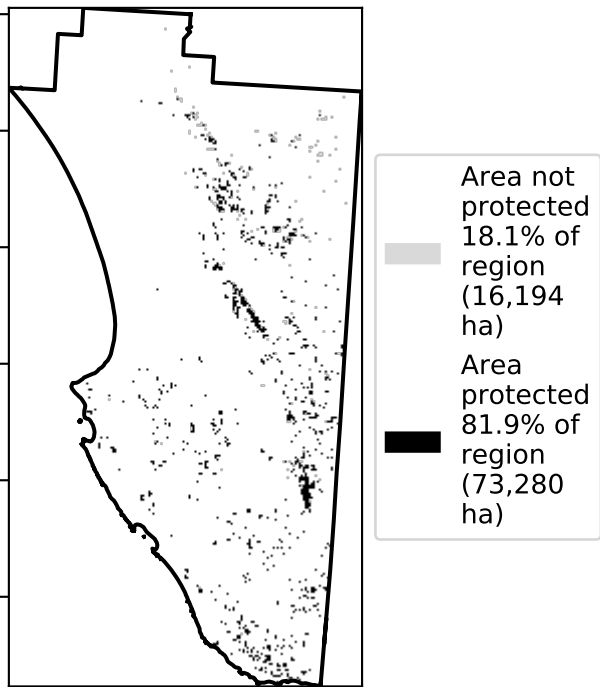 Area not
protected
18.1% of
region
(16,194
ha)
Area
protected
81.9% of
region
(73,280
ha)